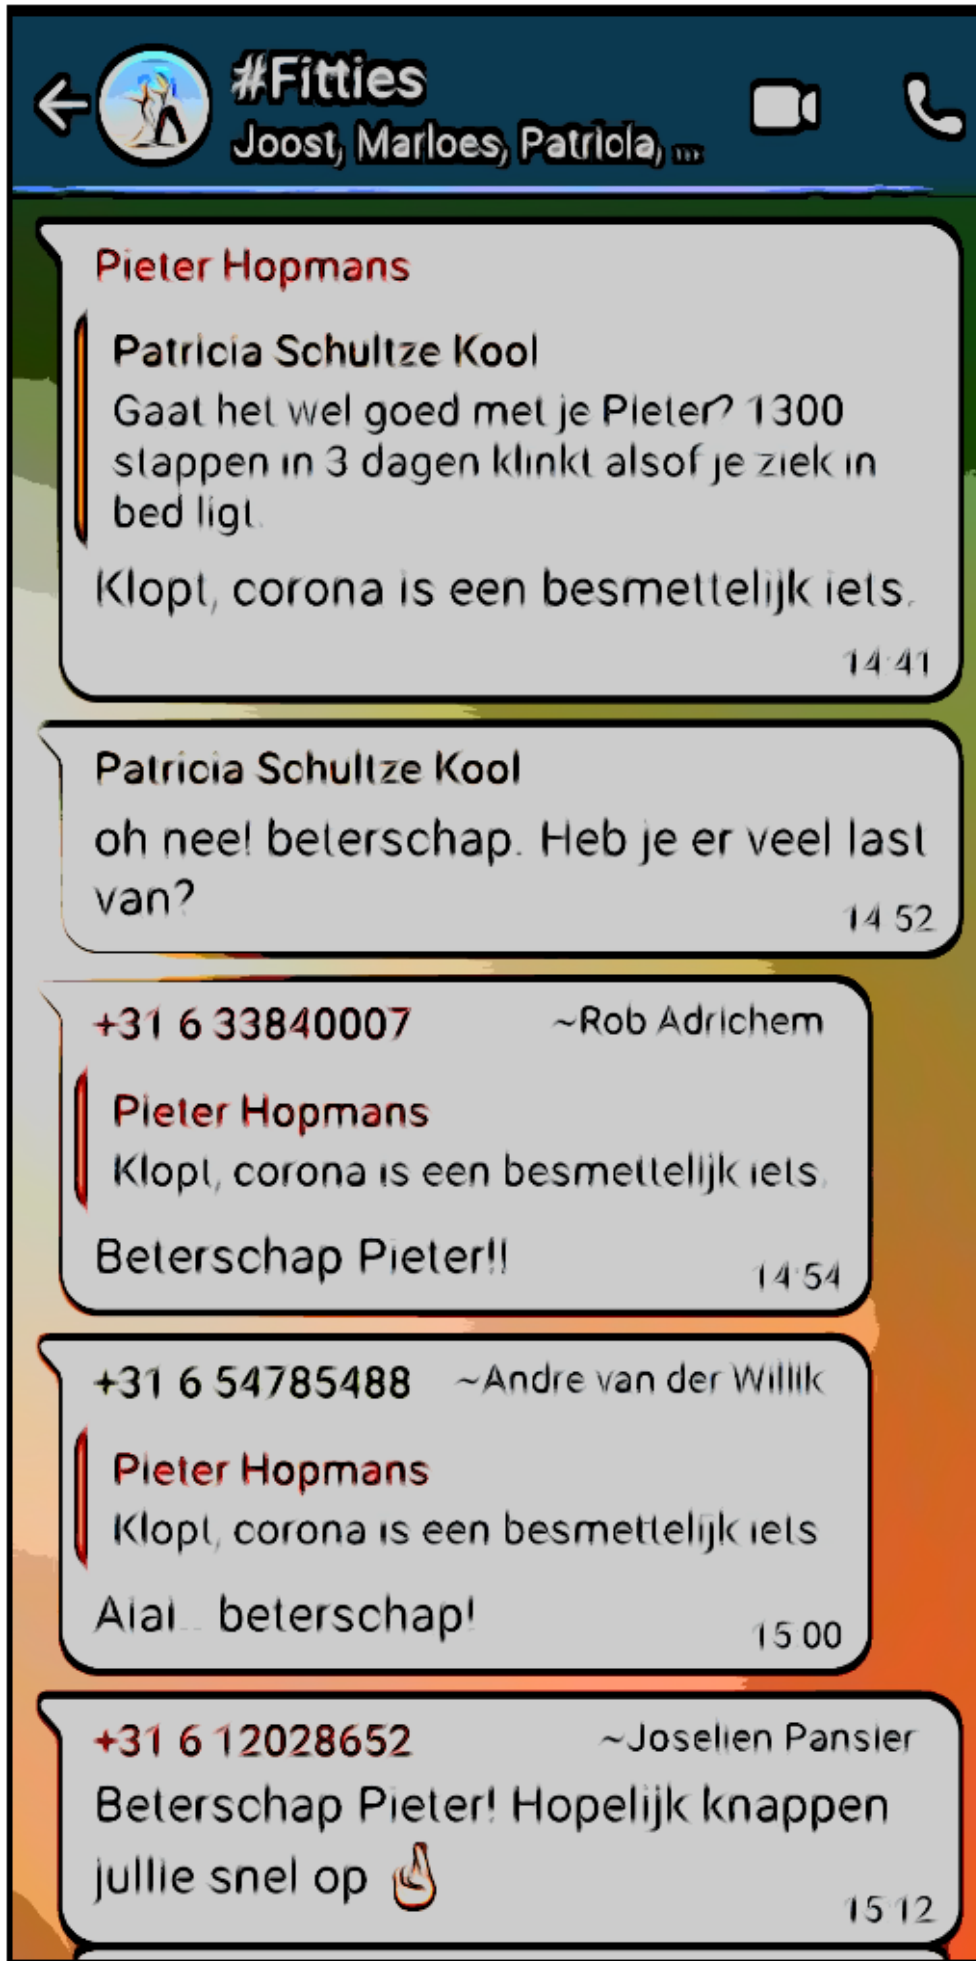 #Fitties
Joost, Marloes, Patricia, ...
Pieter Hopmans
Patricia Schultze Kool
Gaat het wel goed met je Pieter? 1300
stappen in 3 dagen klinkt alsof je ziek in
bed ligt.
Klopt, corona is een besmettelijk iets.
14:41
Patricia Schultze Kool
oh nee! beterschap. Heb je er veel last
van?
14:52
+31 6 33840007 ~Rob Adrichem
Pieter Hopmans
Klopt, corona is een besmettelijk iets.
Beterschap Pieter!!
14:54
+31 6 54785488 ~Andre van der Willik
Pieter Hopmans
Klopt, corona is een besmettelijk iets
Aiai.. beterschap!
15:00
+31 6 12028652 ~Joselien Pansier
Beterschap Pieter! Hopelijk knappen
jullie snel op 🤞
15:12